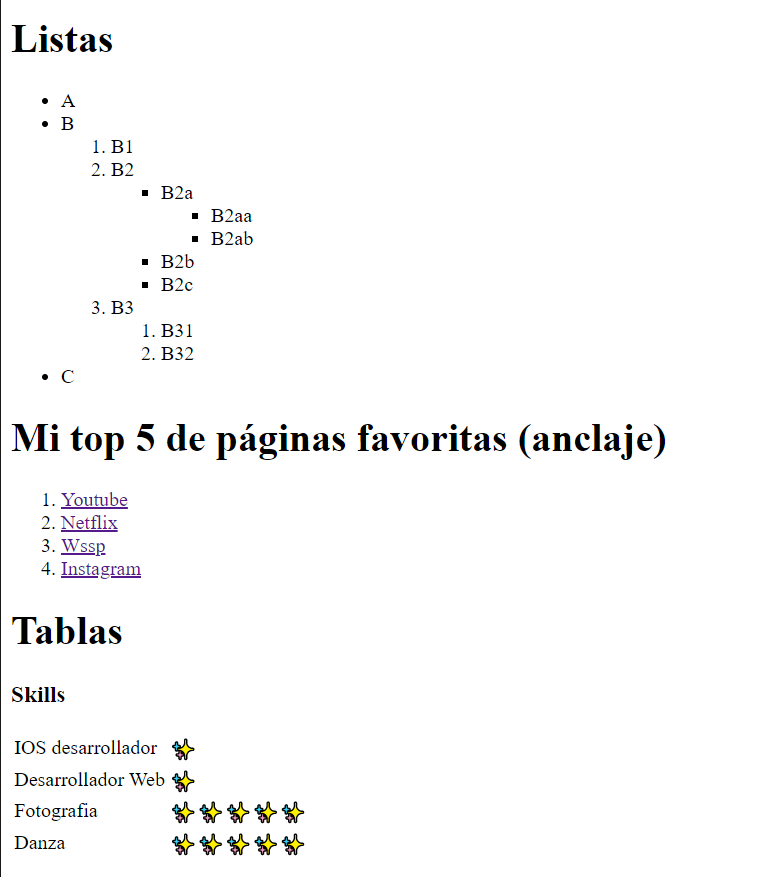 Listas
• A
• B
1. B1
2. B2
▪ B2a
▪ B2aa
▪ B2ab
▪ B2b
▪ B2c
3. B3
1. B31
2. B32
• C
Mi top 5 de páginas favoritas (anclaje)
1. Youtube
2. Netflix
3. Wssp
4. Instagram
Tablas
Skills
IOS desarrollador
Desarrollador Web
Fotografia
Danza